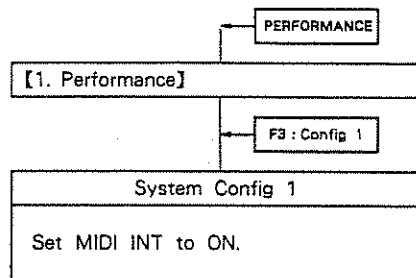 PERFORMANCE
【1. Performance】
F3 : Config 1
System Config 1
Set MIDI INT to ON.